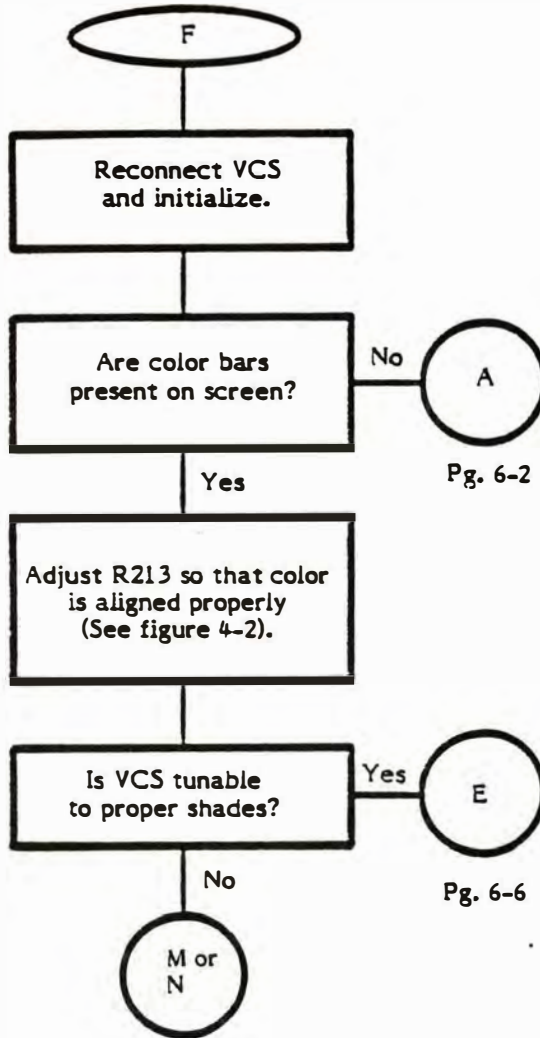 F
Reconnect VCS
and initialize.
Are color bars
present on screen?
No
A
Pg. 6-2
Yes
Adjust R213 so that color
is aligned properly
(See figure 4-2).
Is VCS tunable
to proper shades?
Yes
E
Pg. 6-6
No
M or
N